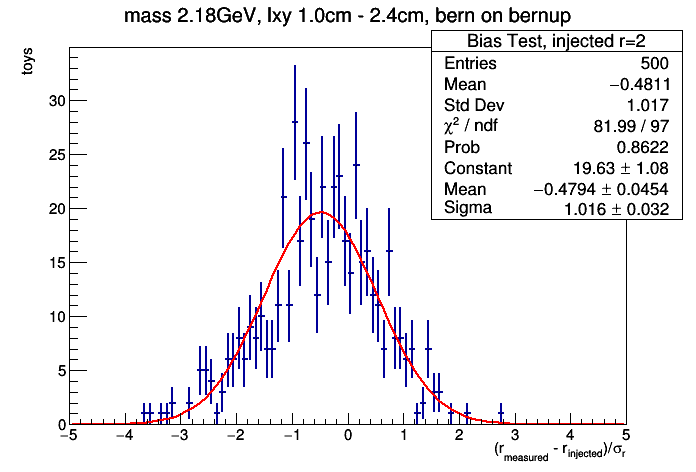 mass 2.18GeV, lxy 1.0cm - 2.4cm, bern on bernup
Bias Test, injected r=2
Entries 500
Mean −0.4811
Std Dev 1.017
χ² / ndf 81.99 / 97
Prob 0.8622
Constant 19.63 ± 1.08
Mean −0.4794 ± 0.0454
Sigma 1.016 ± 0.032
toys
30
25
20
15
10
5
0
−5 −4 −3 −2 −1 0 1 2 3 4 5
(r_measured - r_injected)/σ_r